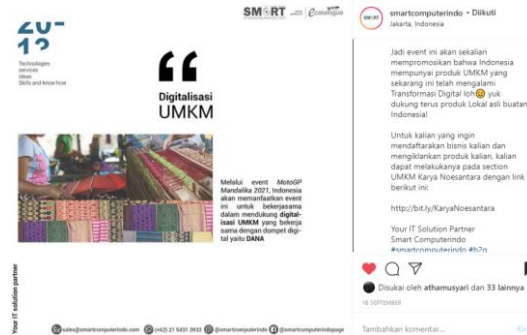 SMART
Ecatalogue
20-
13
Technologies
services
Ideas
Skills and know how
Digitalisasi
UMKM
Melalui event MotoGP
Mandalika 2021, Indonesia
akan memanfaatkan event
ini untuk bekerjasama
dalam mendukung digital-
isasi UMKM yang bekerja
sama dengan dompet digi-
tal yaitu DANA
Your IT solution partner
sales@smartcomputerindo.com (+62) 21 5431 3933 @smartcomputerindo @smartcomputerindopage
smartcomputerindo • Diikuti
Jakarta, Indonesia
Jadi event ini akan sekalian
mempromosikan bahwa Indonesia
mempunyai produk UMKM yang
sekarang ini telah mengalami
Transformasi Digital loh😄 yuk
dukung terus produk Lokal asli buatan
Indonesia!
Untuk kalian yang ingin
mendaftarakan bisnis kalian dan
mengiklankan produk kalian, kalian
dapat melakukanya pada section
UMKM Karya Noesantara dengan link
berikut ini:
http://bit.ly/KaryaNoesantara
Your IT Solution Partner
Smart Computerindo
#smartcomputerindo #b2g
Disukai oleh athamusyari dan 33 lainnya
16 SEPTEMBER
Tambahkan komentar...